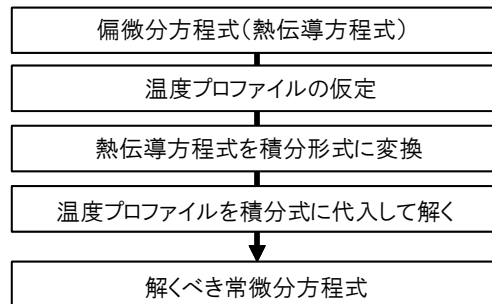 偏微分方程式(熱伝導方程式)
温度プロファイルの仮定
熱伝導方程式を積分形式に変換
温度プロファイルを積分式に代入して解く
解くべき常微分方程式